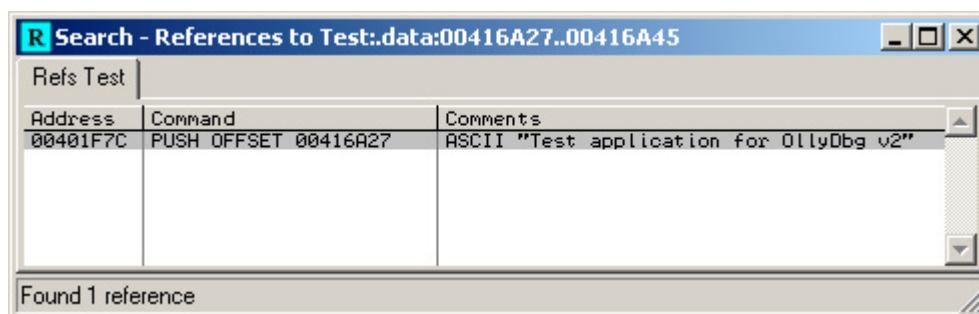 R Search - References to Test:.data:00416A27..00416A45
Refs Test
Address Command Comments
00401F7C PUSH OFFSET 00416A27 ASCII "Test application for OllyDbg v2"
Found 1 reference